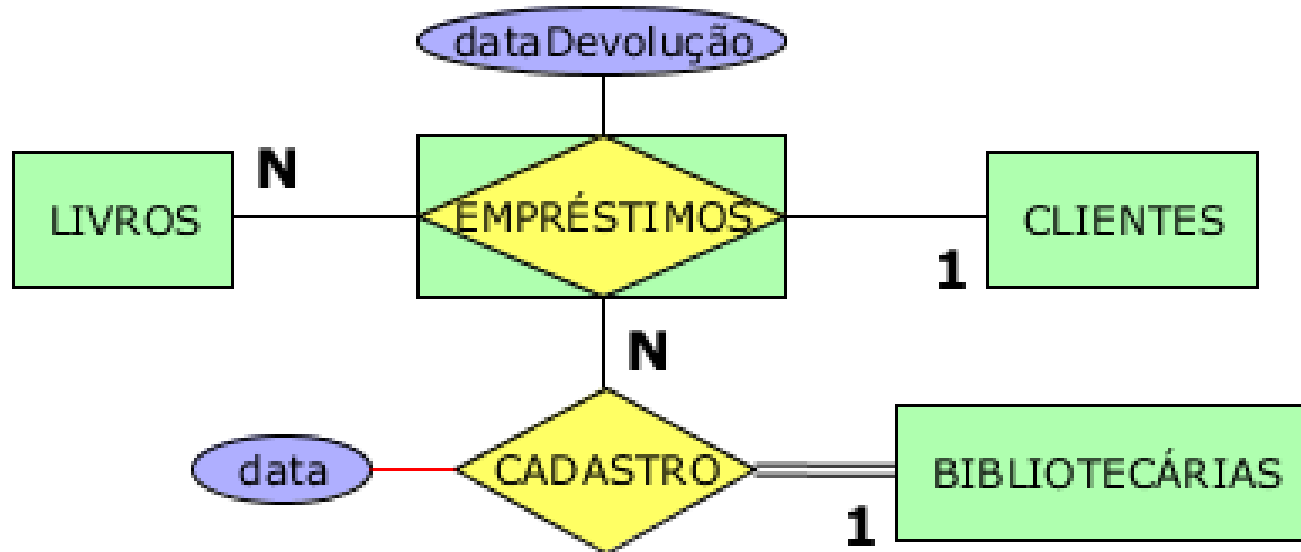 dataDevolução
N
LIVROS
EMPRÉSTIMOS
CLIENTES
1
N
data
CADASTRO
BIBLIOTECÁRIAS
1